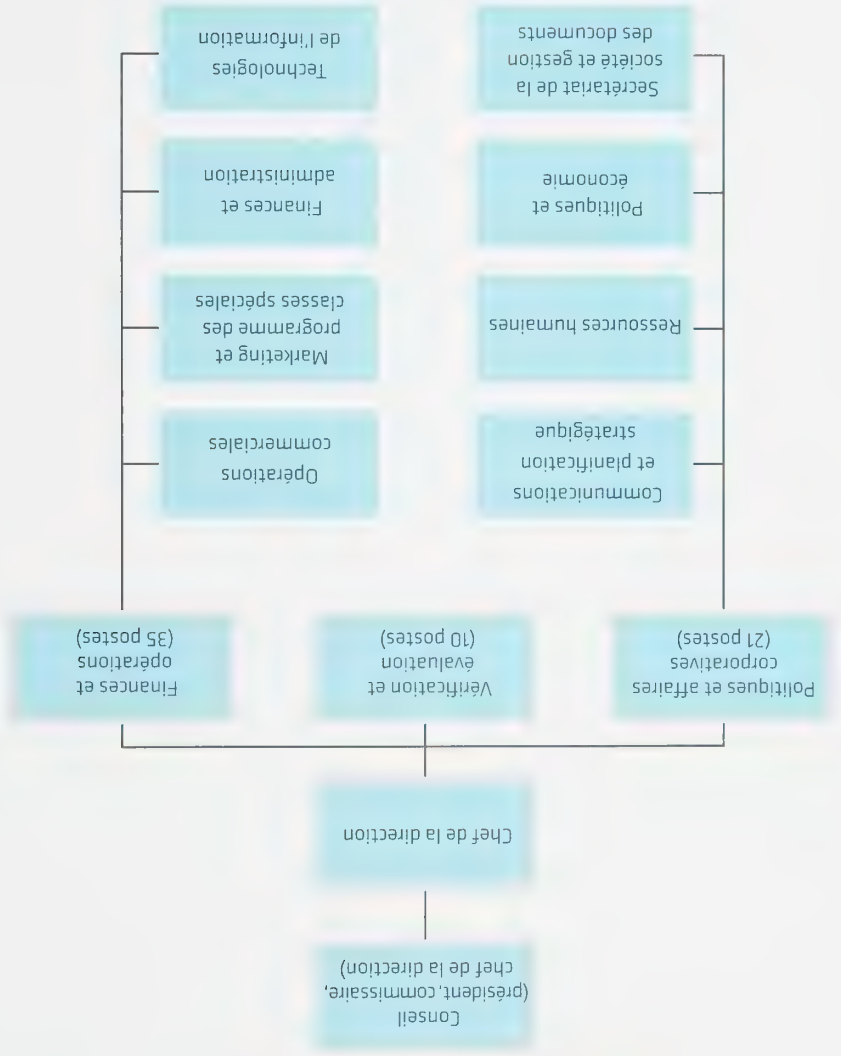 Conseil
(président, commissaire,
chef de la direction)
Chef de la direction
Politiques et affaires
corporatives
(21 postes)
Vérification et
évaluation
(10 postes)
Finances et
opérations
(35 postes)
Communications
et planification
stratégique
Ressources humaines
Politiques et
économie
Secrétariat de la
société et gestion
des documents
Opérations
commerciales
Marketing et
programme des
classes spéciales
Finances et
administration
Technologies
de l'information